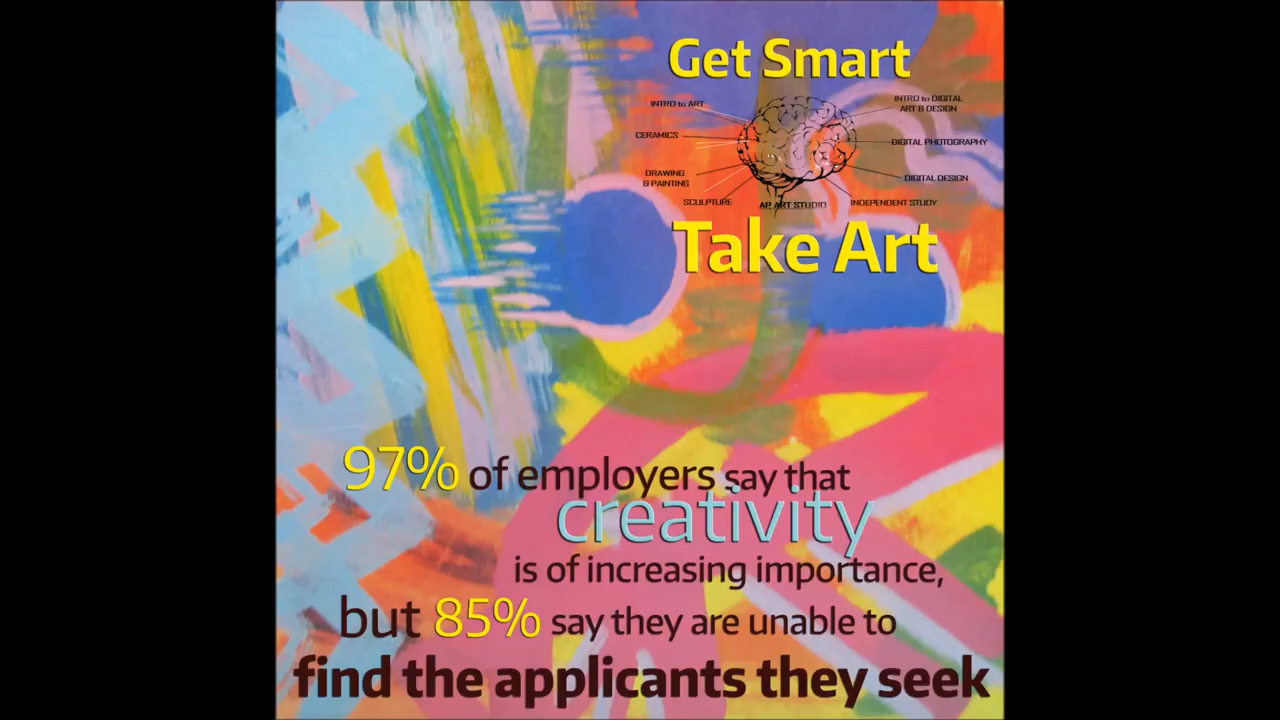 Get Smart
INTRO to ART
INTRO to DIGITAL
ART & DESIGN
CERAMICS
DIGITAL PHOTOGRAPHY
DRAWING
& PAINTING
DIGITAL DESIGN
SCULPTURE
AP ART STUDIO
INDEPENDENT STUDY
Take Art
97% of employers say that
creativity
is of increasing importance,
but 85% say they are unable to
find the applicants they seek